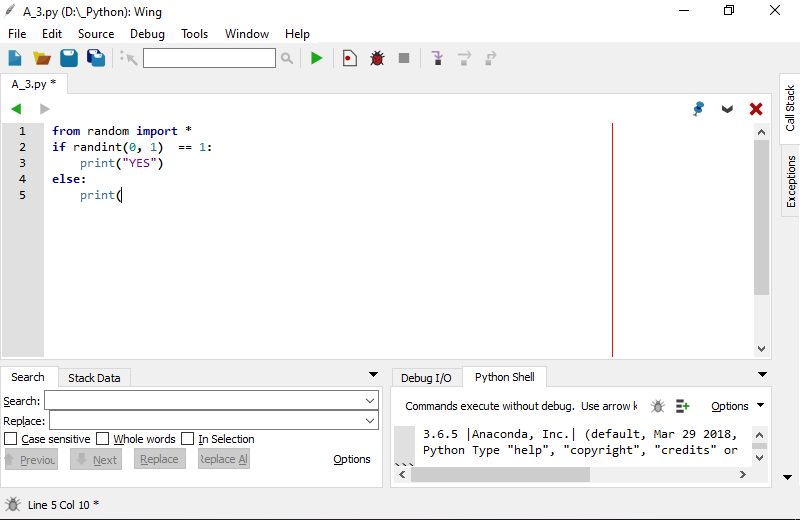 A_3.py (D:\_Python): Wing
File Edit Source Debug Tools Window Help
A_3.py *
1 from random import *
2 if randint(0, 1)  == 1:
3     print("YES")
4 else:
5     print(
Call Stack
Exceptions
Search Stack Data
Search:
Replace:
Case sensitive Whole words In Selection
Previou Next Replace Replace Al Options
Debug I/O Python Shell
Commands execute without debug. Use arrow k Options
3.6.5 |Anaconda, Inc.| (default, Mar 29 2018,
Python Type "help", "copyright", "credits" or
>>>
Line 5 Col 10 *